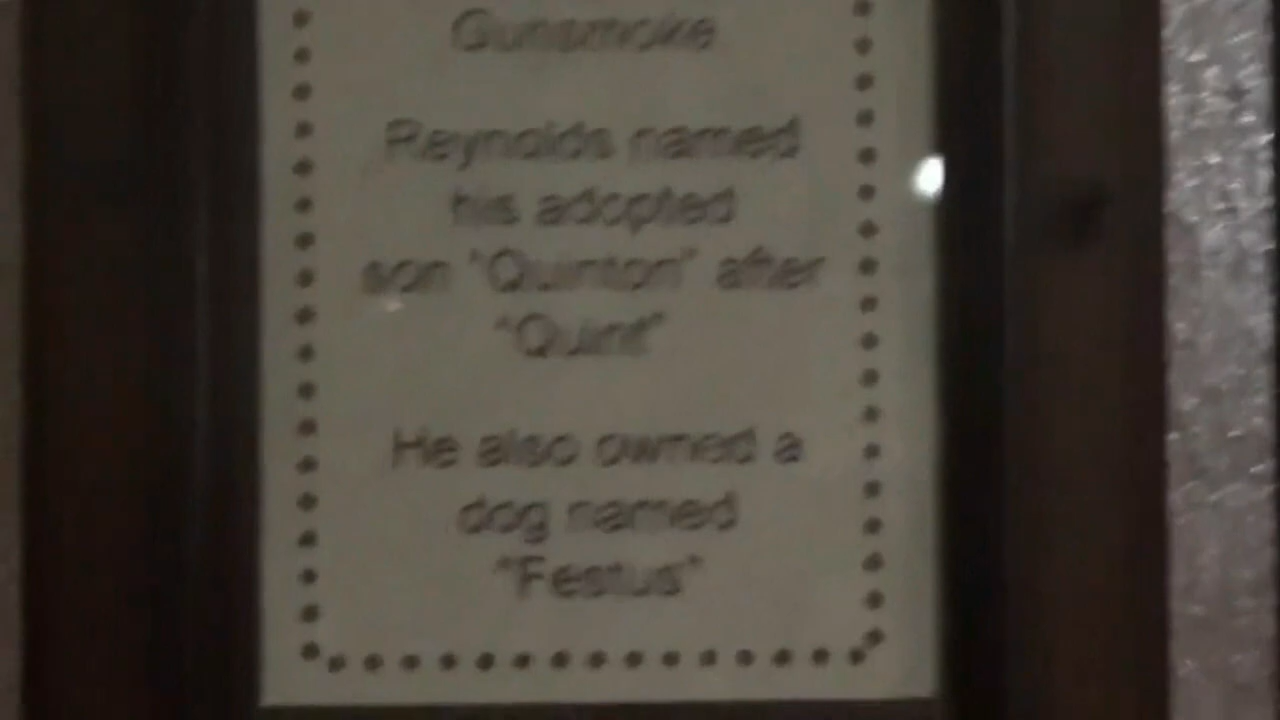 Gunsmoke
Reynolds named
his adopted
son "Quinton" after
"Quint"
He also owned a
dog named
"Festus"